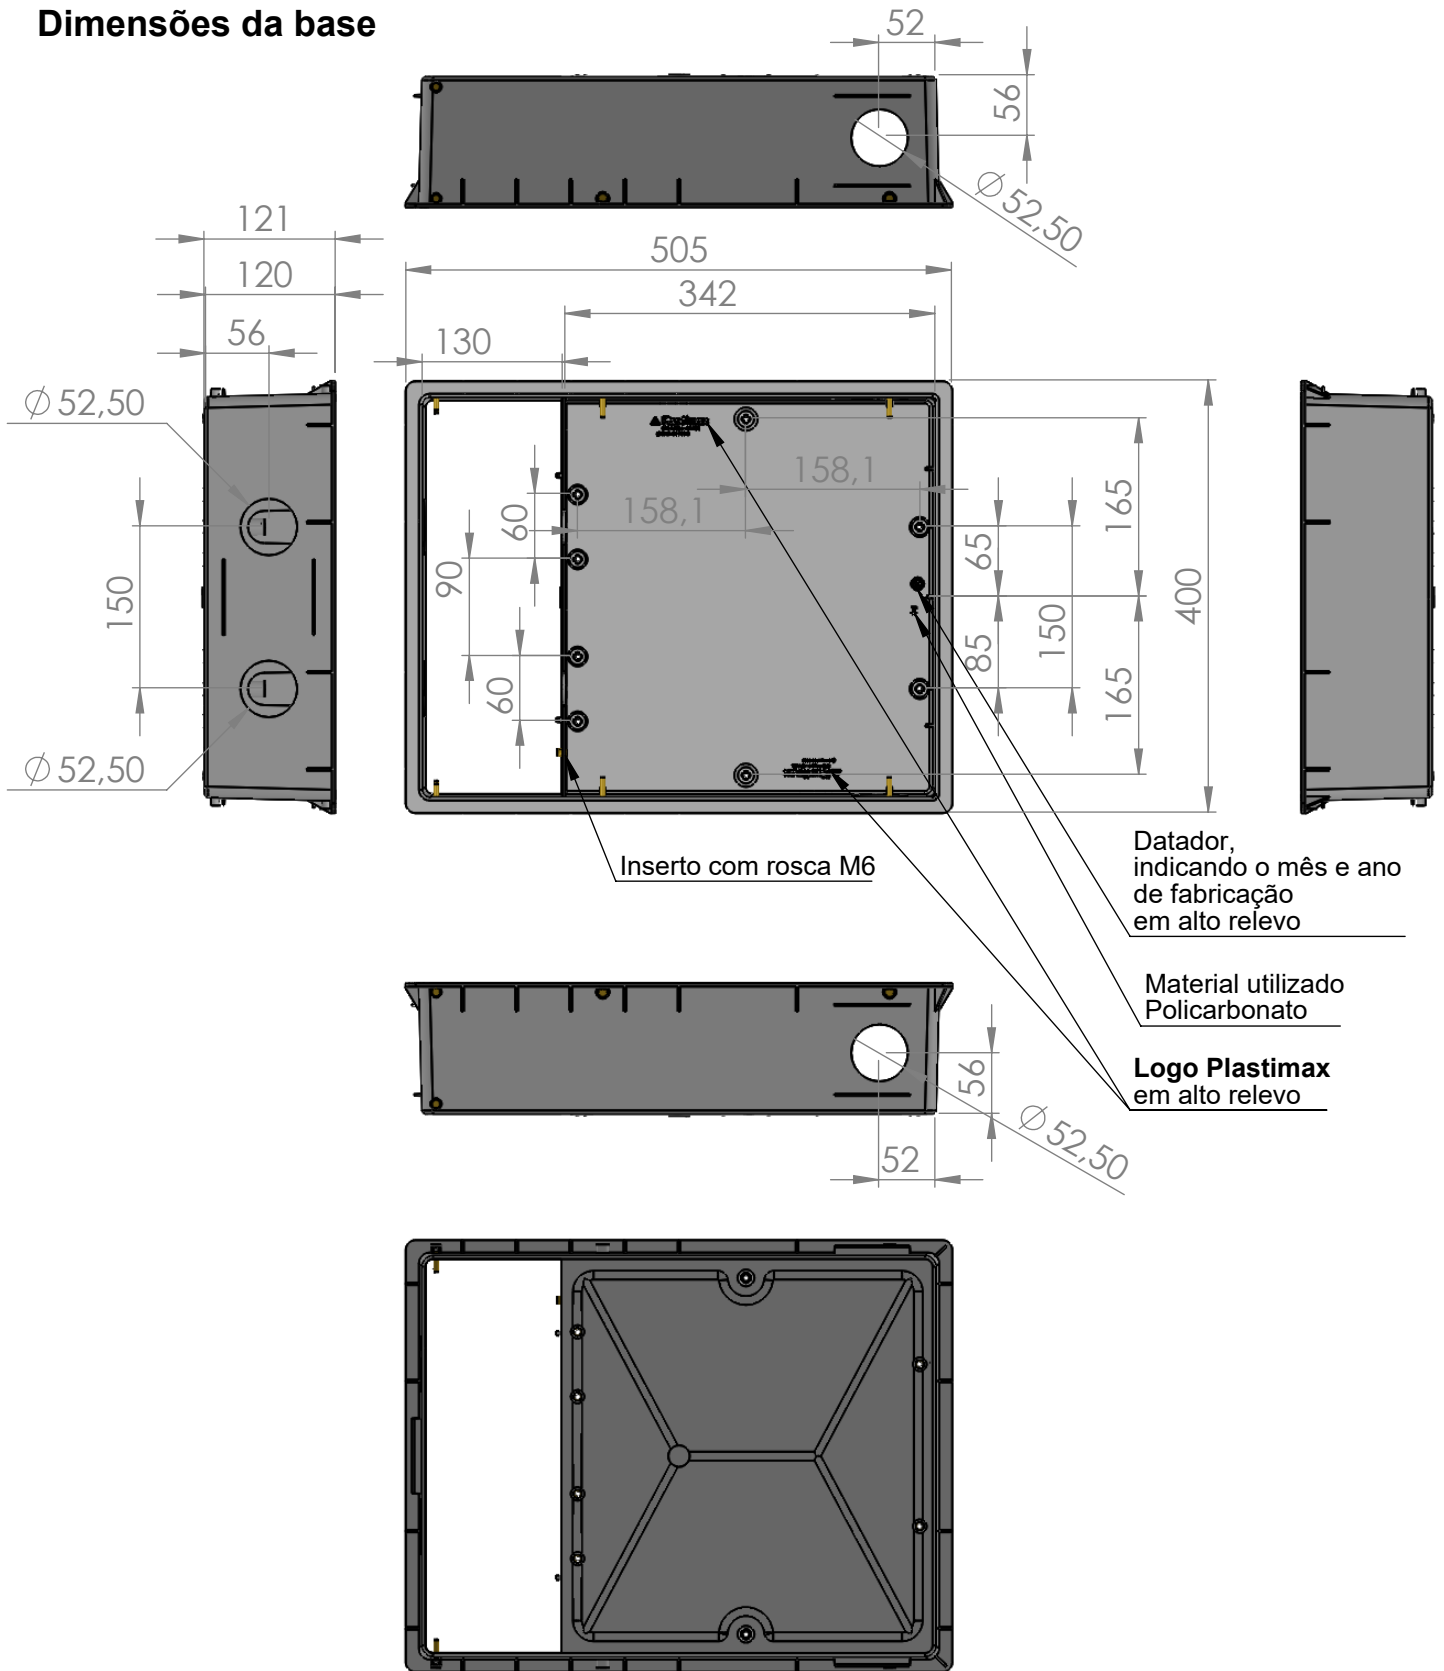 Dimensões da base
52
56
Ø 52,50
121
120
56
505
342
130
Ø 52,50
150
Ø 52,50
158,1
158,1
60
90
60
65
85
150
165
165
400
Inserto com rosca M6
Datador,
indicando o mês e ano
de fabricação
em alto relevo
Material utilizado
Policarbonato
Logo Plastimax
em alto relevo
56
52
Ø 52,50